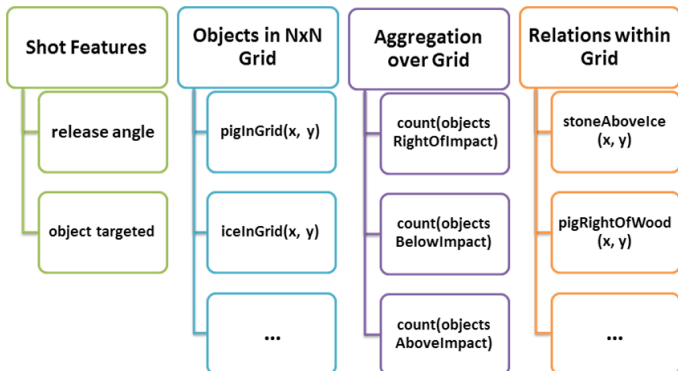 Shot Features
release angle
object targeted
Objects in NxN
Grid
pigInGrid(x, y)
iceInGrid(x, y)
...
Aggregation
over Grid
count(objects
RightOfImpact)
count(objects
BelowImpact)
count(objects
AboveImpact)
Relations within
Grid
stoneAboveIce
(x, y)
pigRightOfWood
(x, y)
...